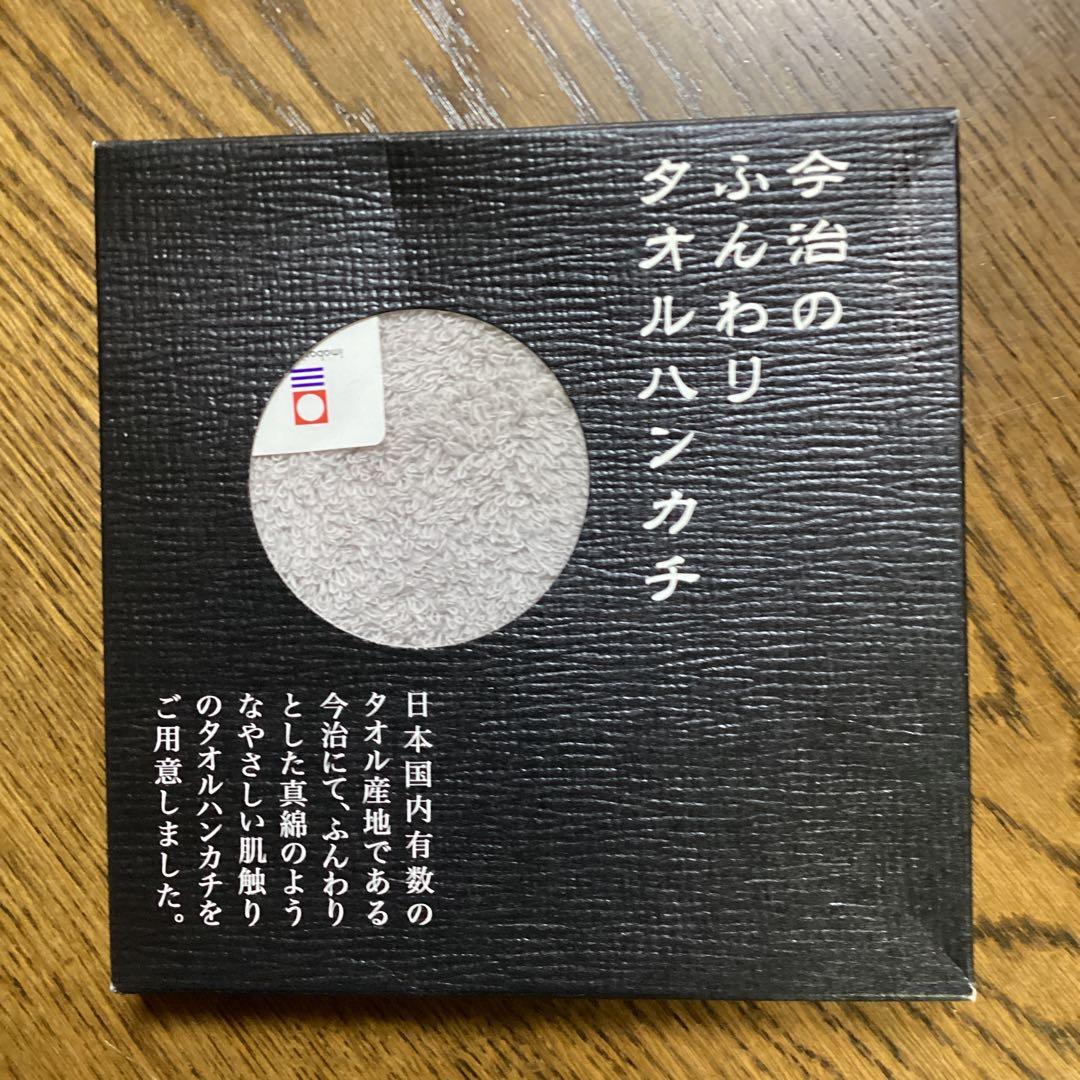 今治の
ふんわり
タオルハンカチ
imaba
日本国内有数の
タオル産地である
今治にて、ふんわり
とした真綿のよう
なやさしい肌触り
のタオルハンカチを
ご用意しました。